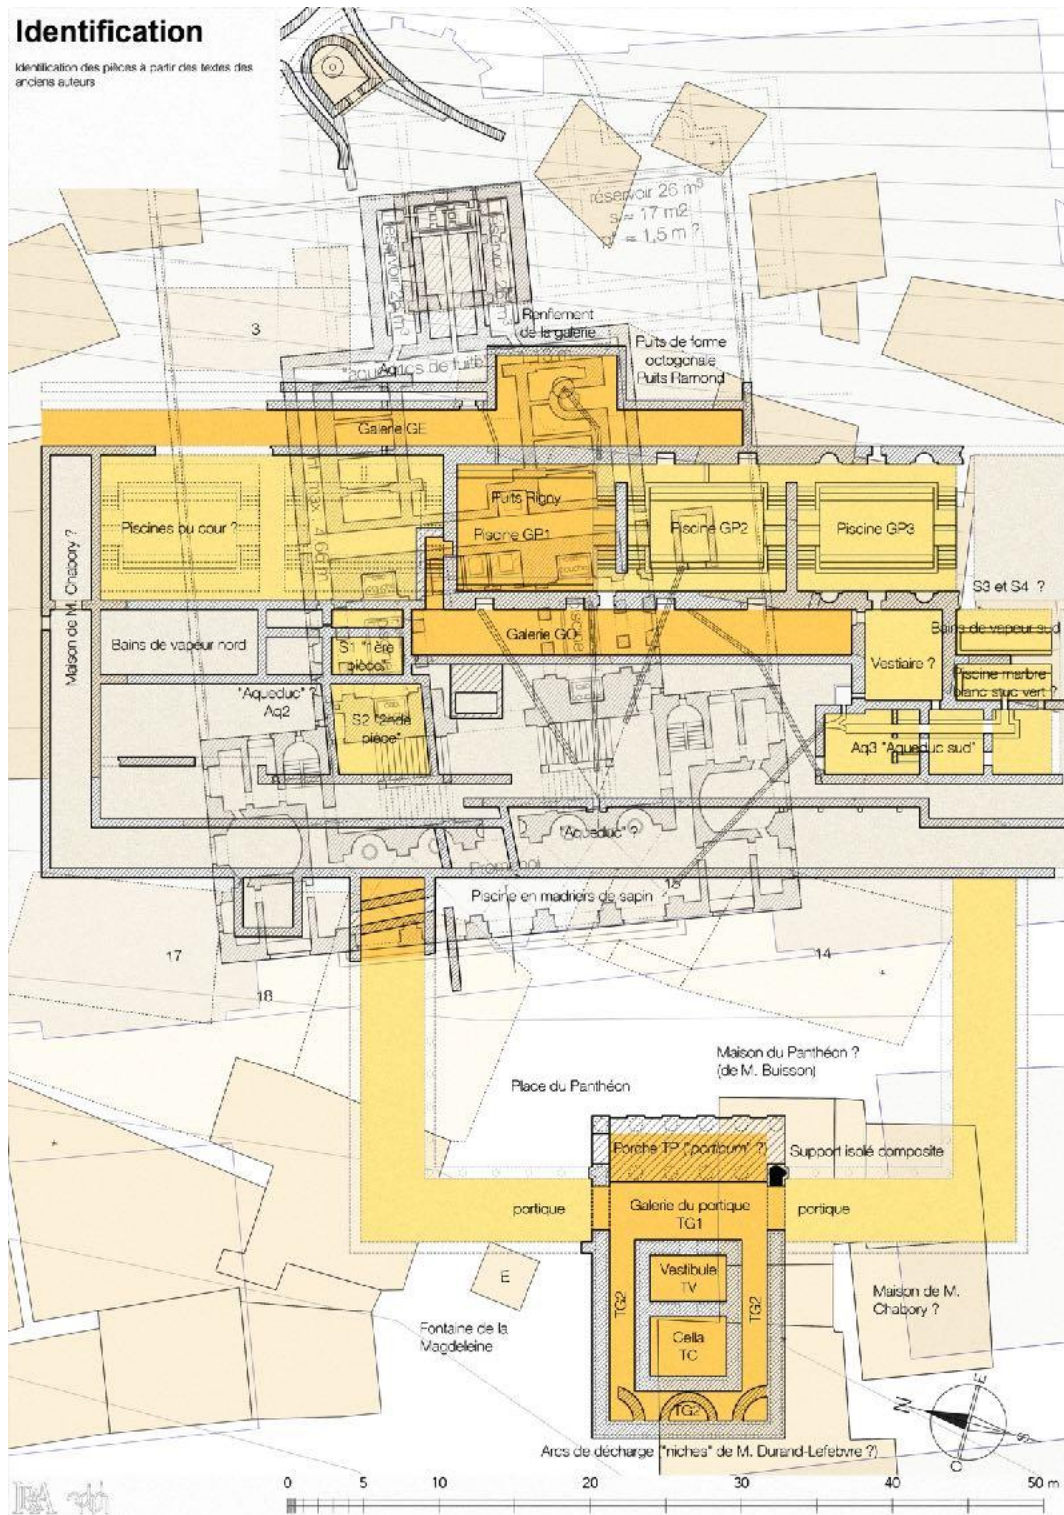 Identification
Identification des pièces à partir des textes des
anciens auteurs
réservoir 26 m³
s = 17 m2
= 1,5 m ?
3
Renflement
de la galerie
Puits de forme
octogonale
Puits Ramond
Galerie GE
Puits Rigny
Piscines ou cour ?
Piscine GP1
Piscine GP2
Piscine GP3
Maison de M. Chabory ?
S3 et S4 ?
Bains de vapeur nord
S1 "1ère
pièce"
Galerie GO
Vestiaire ?
Bains de vapeur sud
Piscine marbre
blanc stuc vert ?
"Aqueduc" ?
Aq2
S2 "2nde
pièce"
Aq3 "Aqueduc sud"
"Aqueduc" ?
Piscine en madriers de sapin
15
17
14
18
Maison du Panthéon ?
(de M. Buisson)
Place du Panthéon
Porche TP ("porticum" ?)
Support isolé composite
portique
Galerie du portique
TG1
portique
Vestibule
TV
E
TG2
TG2
Maison de M.
Chabory ?
Fontaine de la
Magdeleine
Cella
TC
TG2
N
E
S
O
Arcs de décharge ("niches" de M. Durand-Lefebvre ?)
0 5 10 20 30 40 50 m